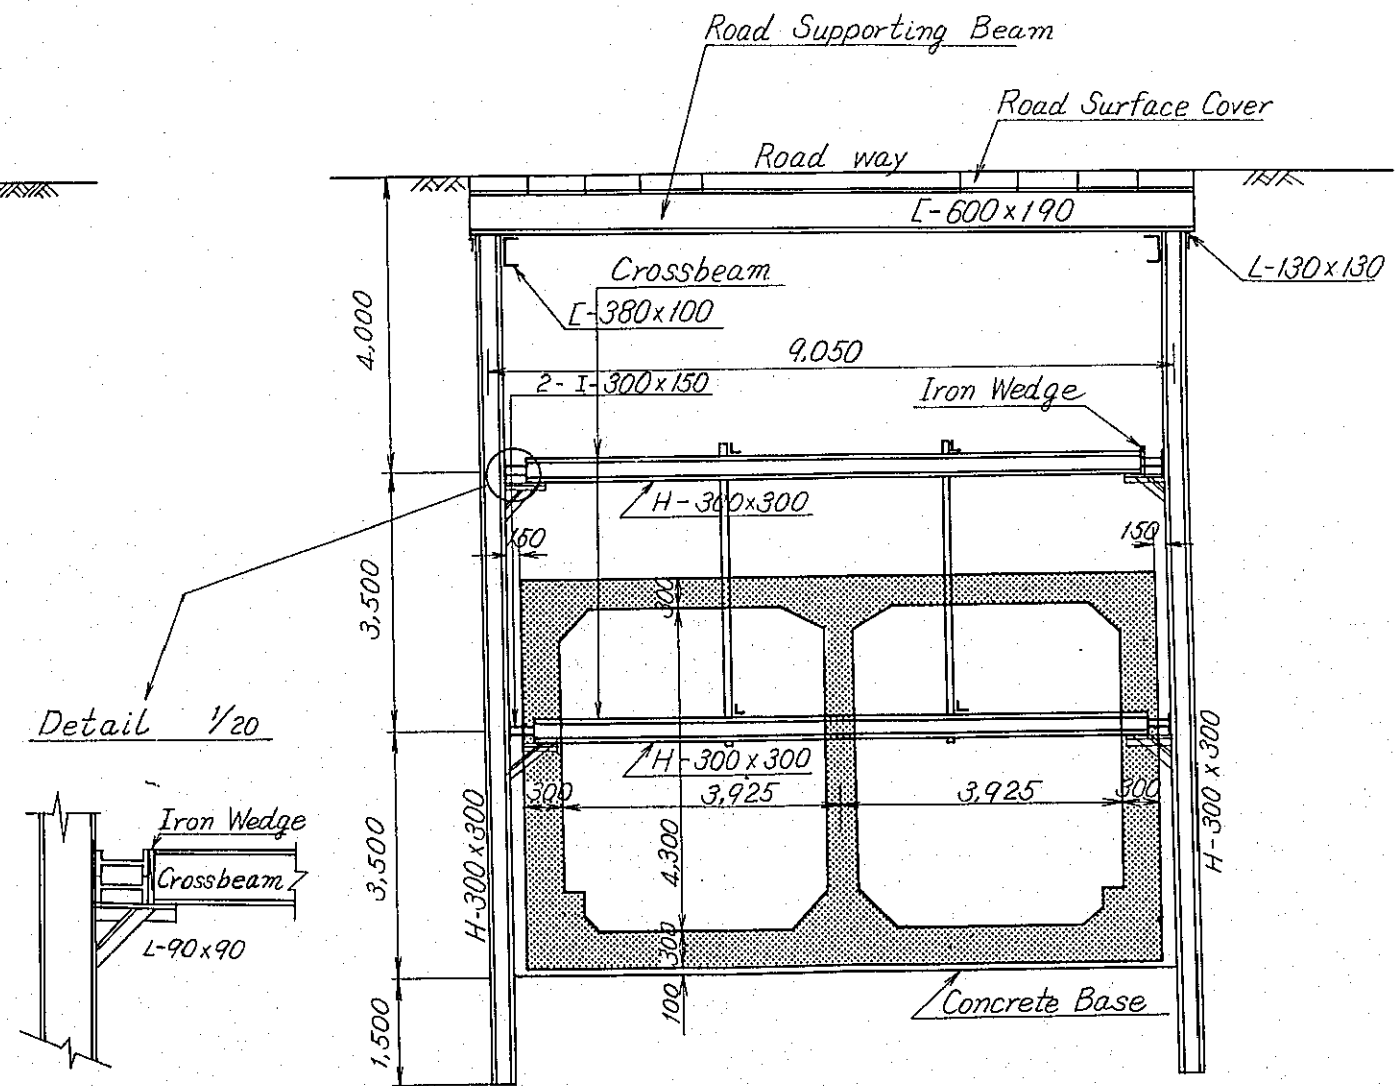 Road Supporting Beam
Road Surface Cover
Road way
[-600x190
L-130x130
Crossbeam
[-380x100
4,000
9,050
2-I-300x150
Iron Wedge
H-300x300
150
150
3,500
300
Detail 1/20
H-300x300
300
3,925
3,925
300
H-300x300
H-300x300
Iron Wedge
Crossbeam
L-90x90
3,500
4,300
300
100
Concrete Base
1,500